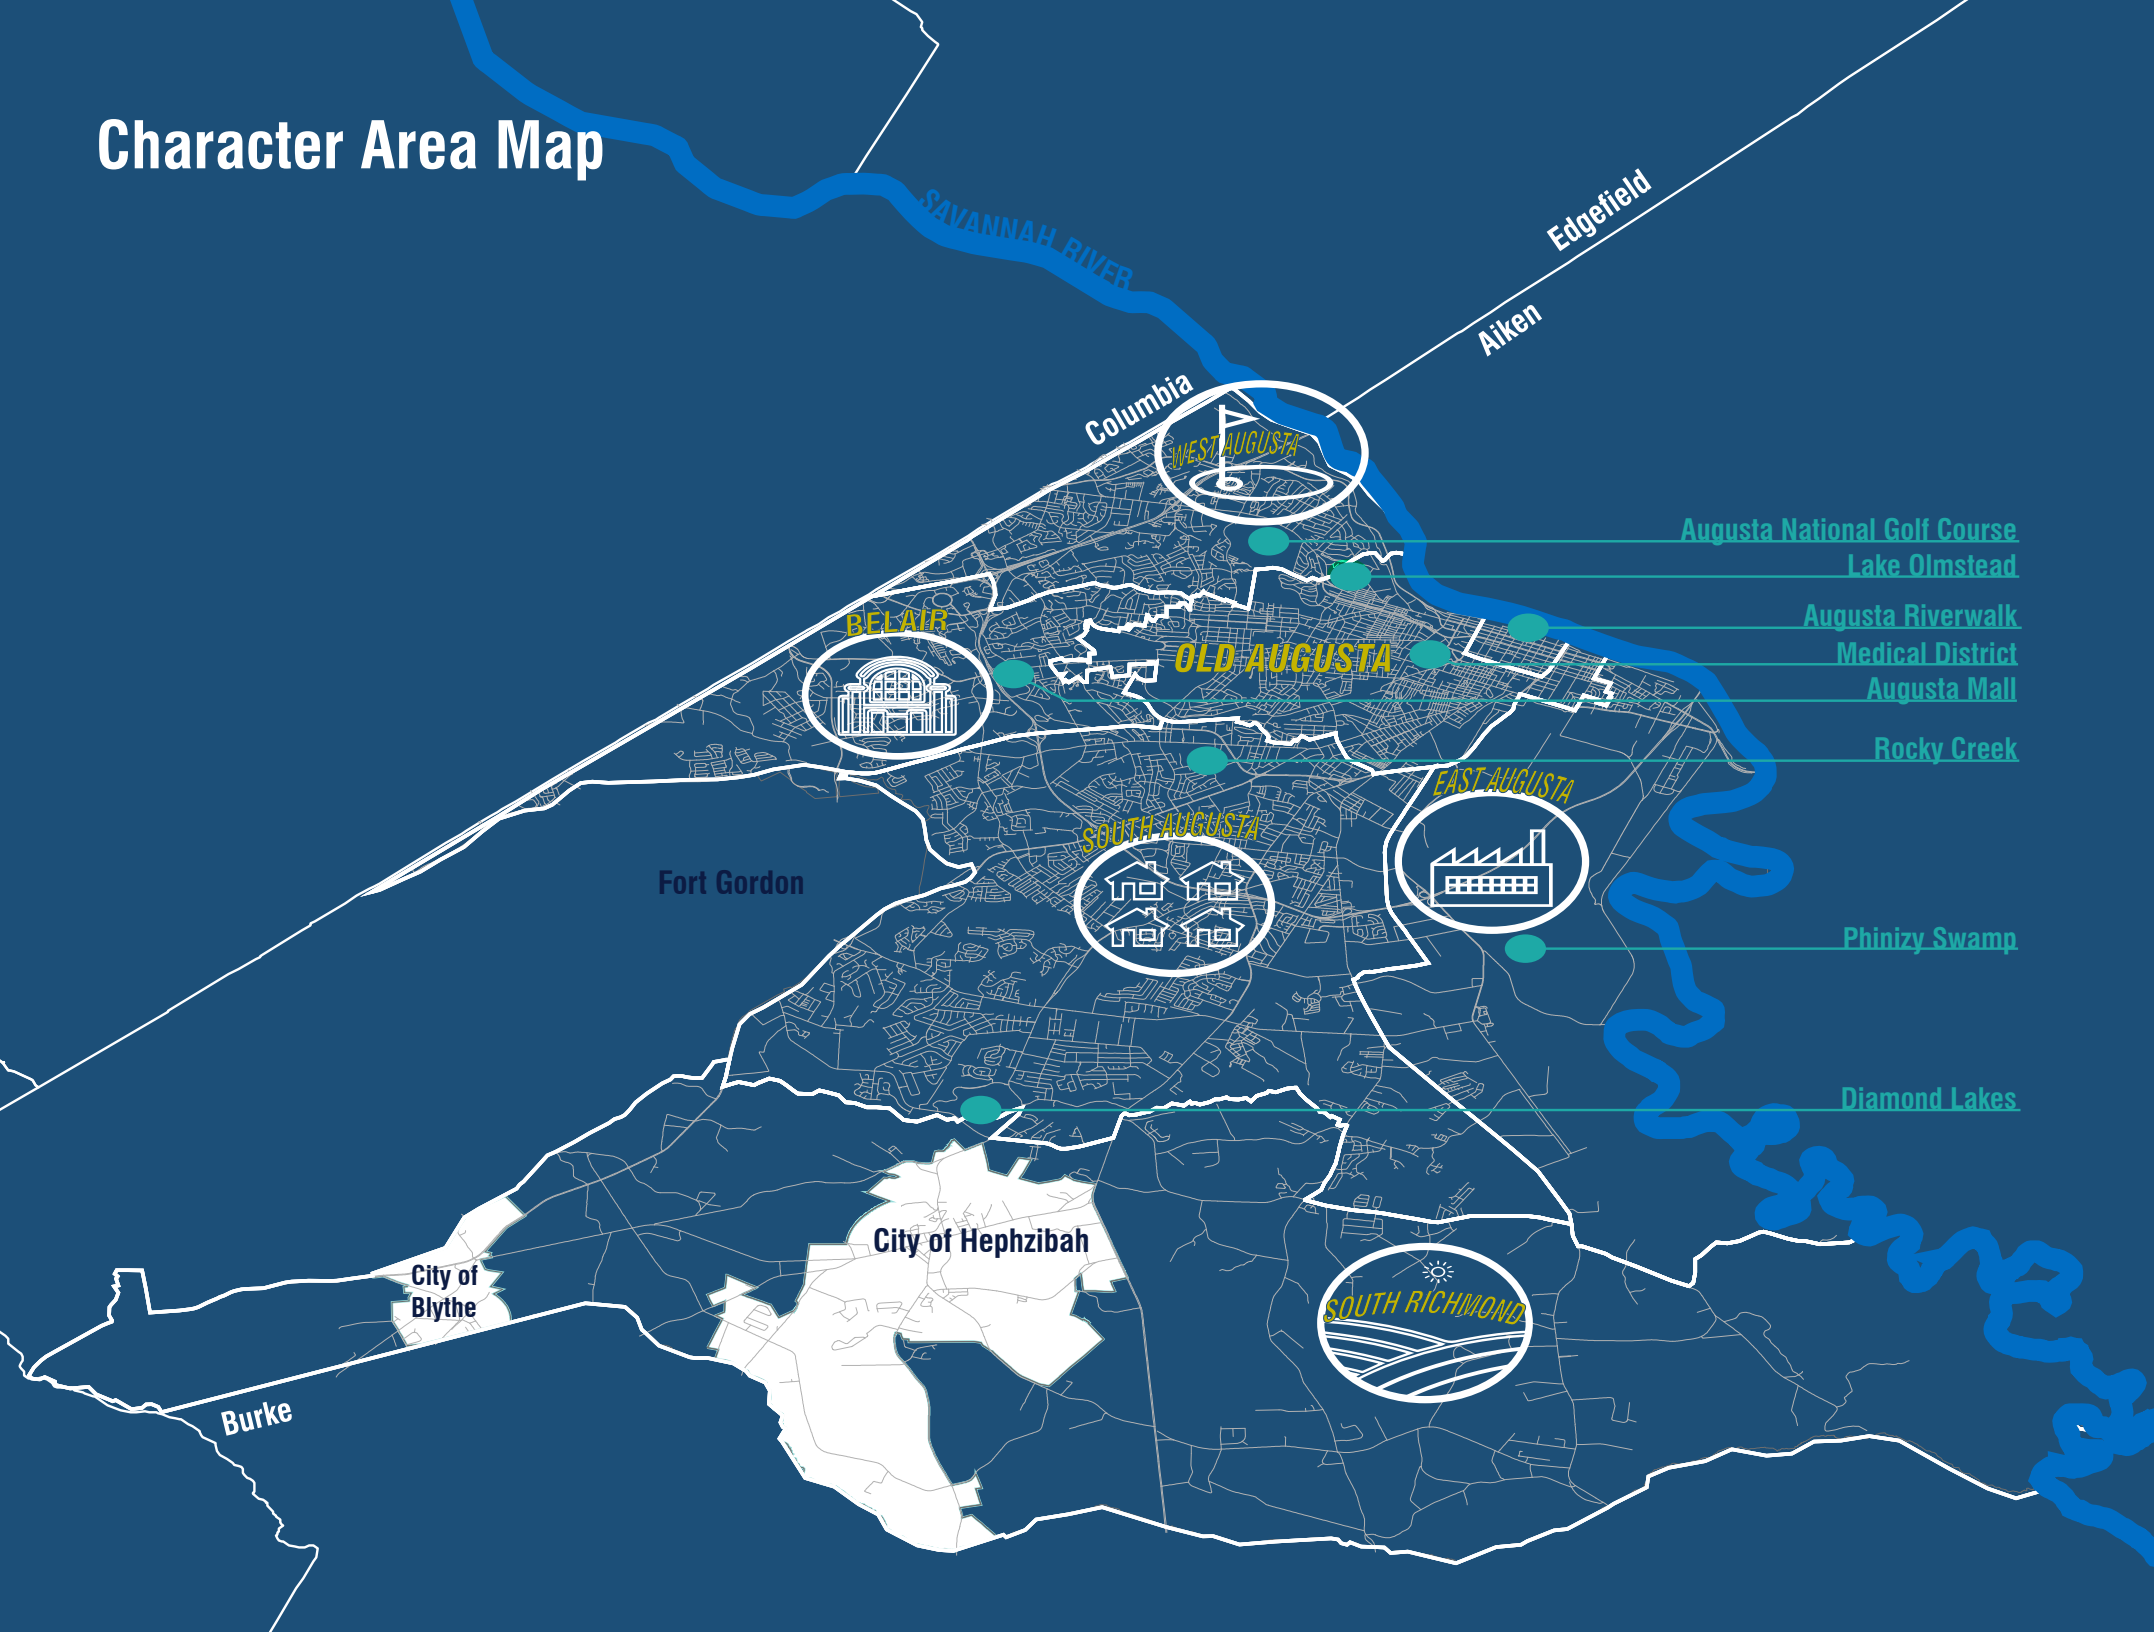 Character Area Map
SAVANNAH RIVER
Edgefield
Aiken
Columbia
WEST AUGUSTA
Augusta National Golf Course
Lake Olmstead
BELAIR
Augusta Riverwalk
OLD AUGUSTA
Medical District
Augusta Mall
Rocky Creek
EAST AUGUSTA
SOUTH AUGUSTA
Fort Gordon
Phinizy Swamp
Diamond Lakes
City of Hephzibah
City of
Blythe
SOUTH RICHMOND
Burke